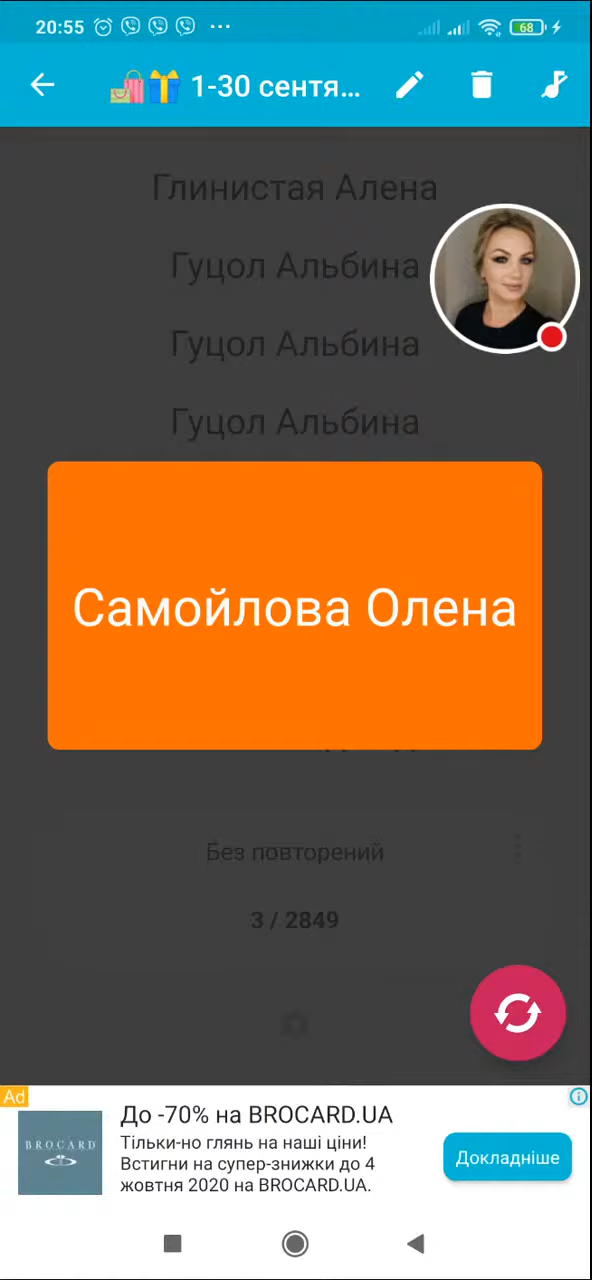 20:55
68
🛍️🎁 1-30 сентя...
Глинистая Алена
Гуцол Альбина
Гуцол Альбина
Гуцол Альбина
Самойлова Олена
Без повторений
3 / 2849
Ad
BROCARD
До -70% на BROCARD.UA
Тільки-но глянь на наші ціни!
Встигни на супер-знижки до 4
жовтня 2020 на BROCARD.UA.
Докладніше